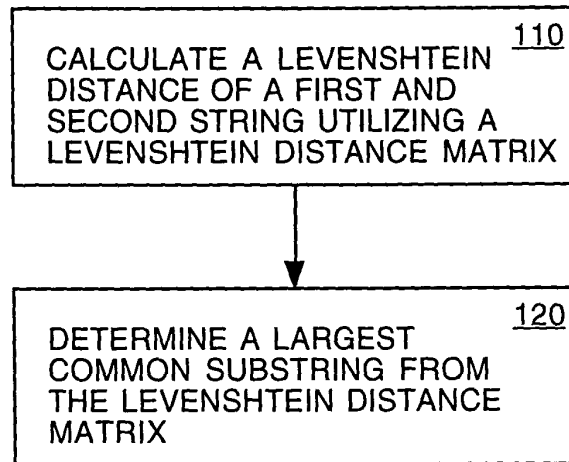 110
CALCULATE A LEVENSHTEIN
DISTANCE OF A FIRST AND
SECOND STRING UTILIZING A
LEVENSHTEIN DISTANCE MATRIX
120
DETERMINE A LARGEST
COMMON SUBSTRING FROM
THE LEVENSHTEIN DISTANCE
MATRIX